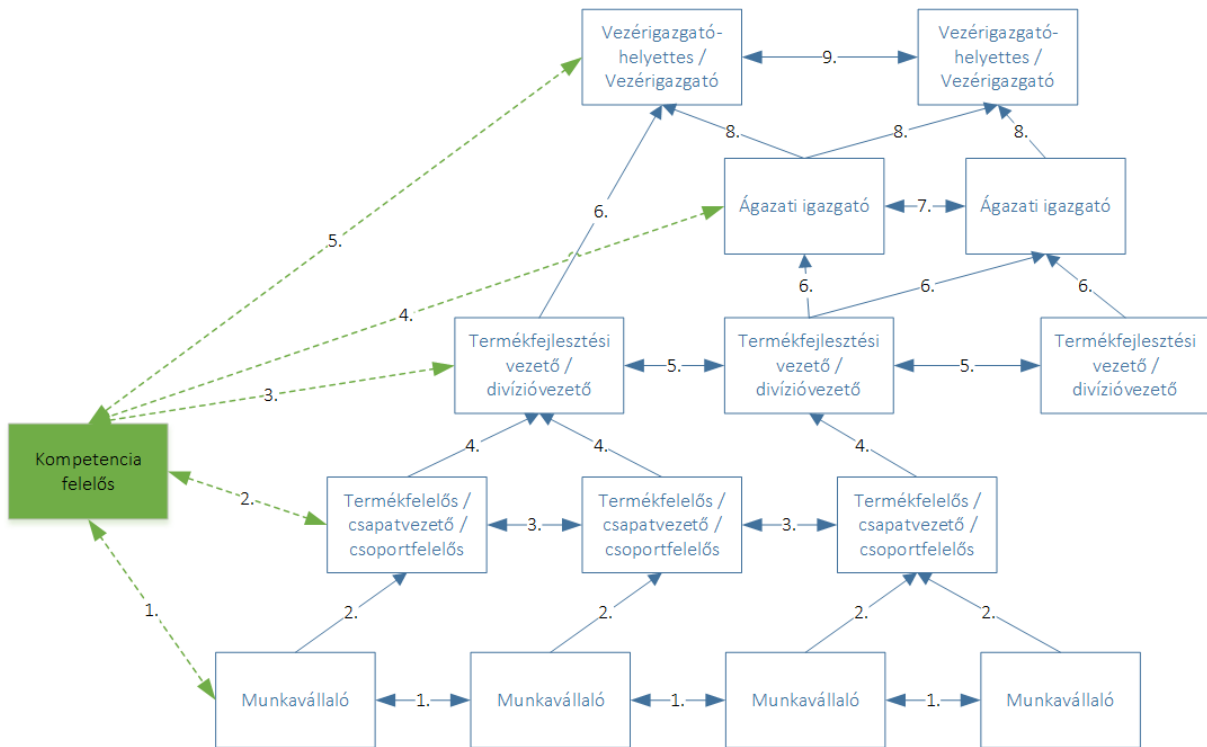 Vezérigazgató-
helyettes /
Vezérigazgató
9.
Vezérigazgató-
helyettes /
Vezérigazgató
8.
8.
8.
6.
Ágazati igazgató
7.
Ágazati igazgató
5.
4.
6.
6.
6.
3.
Termékfejlesztési
vezető /
divízióvezető
5.
Termékfejlesztési
vezető /
divízióvezető
5.
Termékfejlesztési
vezető /
divízióvezető
Kompetencia
felelős
4.
4.
4.
2.
Termékfelelős /
csapatvezető /
csoportfelelős
3.
Termékfelelős /
csapatvezető /
csoportfelelős
3.
Termékfelelős /
csapatvezető /
csoportfelelős
1.
2.
2.
2.
2.
Munkavállaló
1.
Munkavállaló
1.
Munkavállaló
1.
Munkavállaló